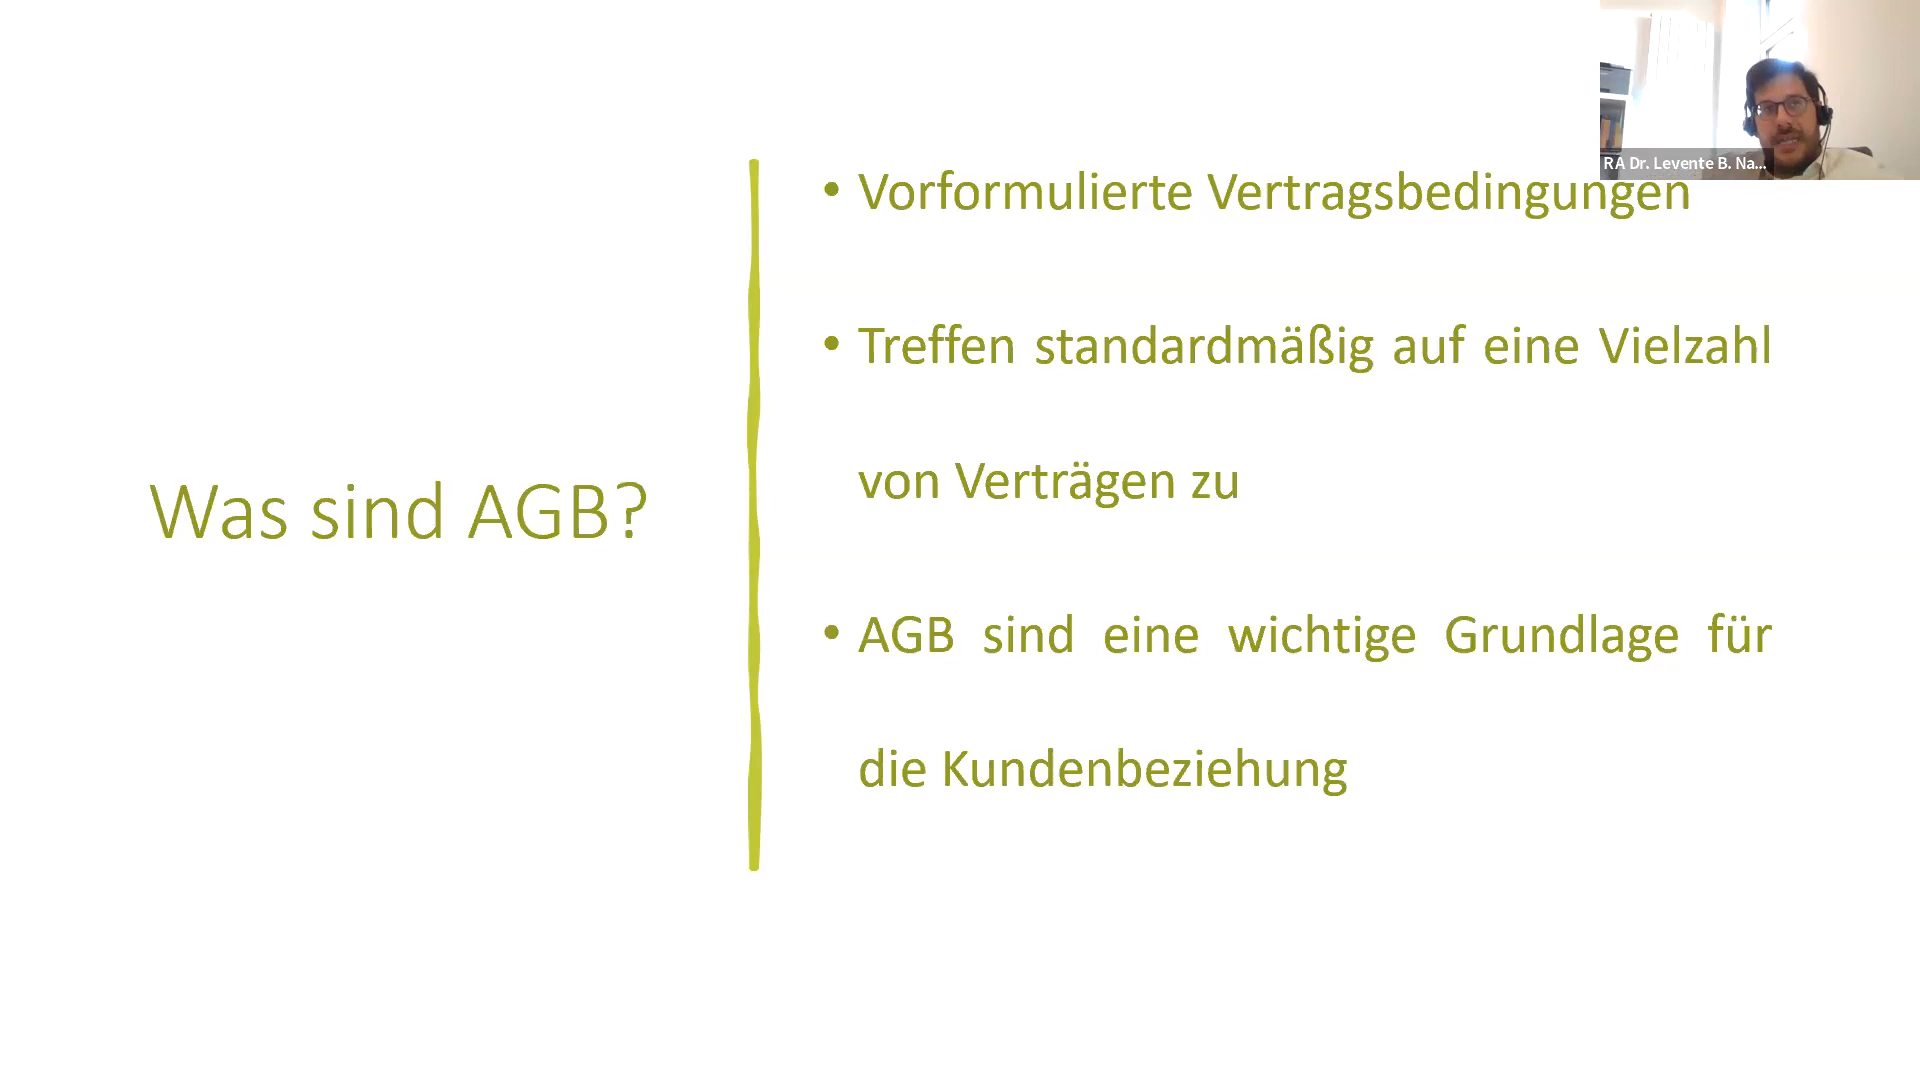 RA Dr. Levente B. Na...
Was sind AGB?
• Vorformulierte Vertragsbedingungen
• Treffen standardmäßig auf eine Vielzahl
von Verträgen zu
• AGB sind eine wichtige Grundlage für
die Kundenbeziehung